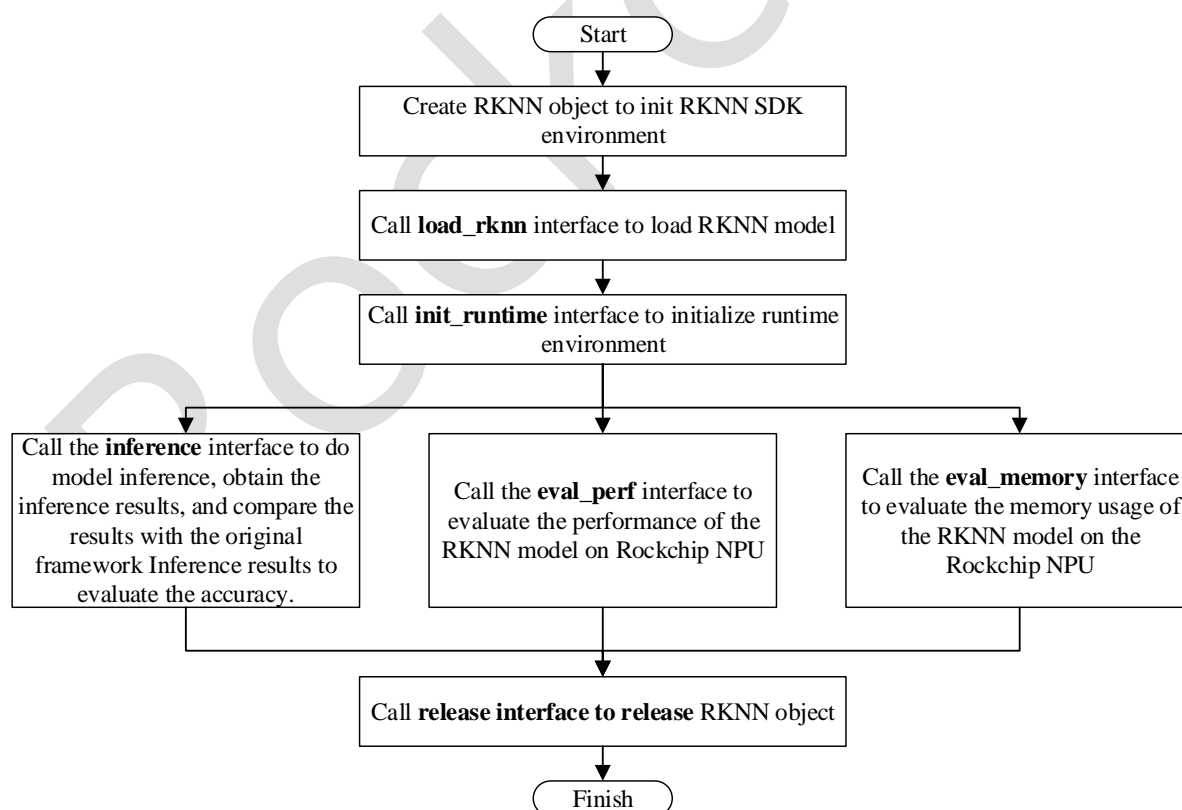 Start
Create RKNN object to init RKNN SDK
environment
Call load_rknn interface to load RKNN model
Call init_runtime interface to initialize runtime
environment
Call the inference interface to do
model inference, obtain the
inference results, and compare the
results with the original
framework Inference results to
evaluate the accuracy.
Call the eval_perf interface to
evaluate the performance of the
RKNN model on Rockchip NPU
Call the eval_memory interface
to evaluate the memory usage of
the RKNN model on the
Rockchip NPU
Call release interface to release RKNN object
Finish